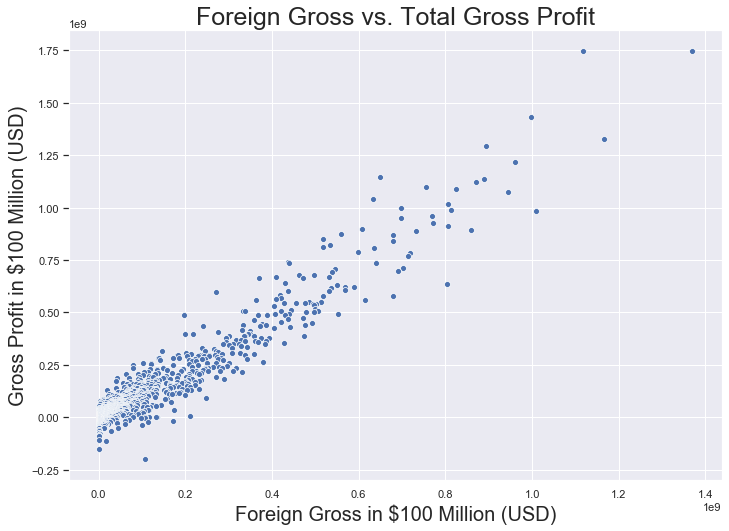 Foreign Gross vs. Total Gross Profit
1e9
Gross Profit in $100 Million (USD)
1.75
1.50
1.25
1.00
0.75
0.50
0.25
0.00
−0.25
0.0 0.2 0.4 0.6 0.8 1.0 1.2 1.4
1e9
Foreign Gross in $100 Million (USD)